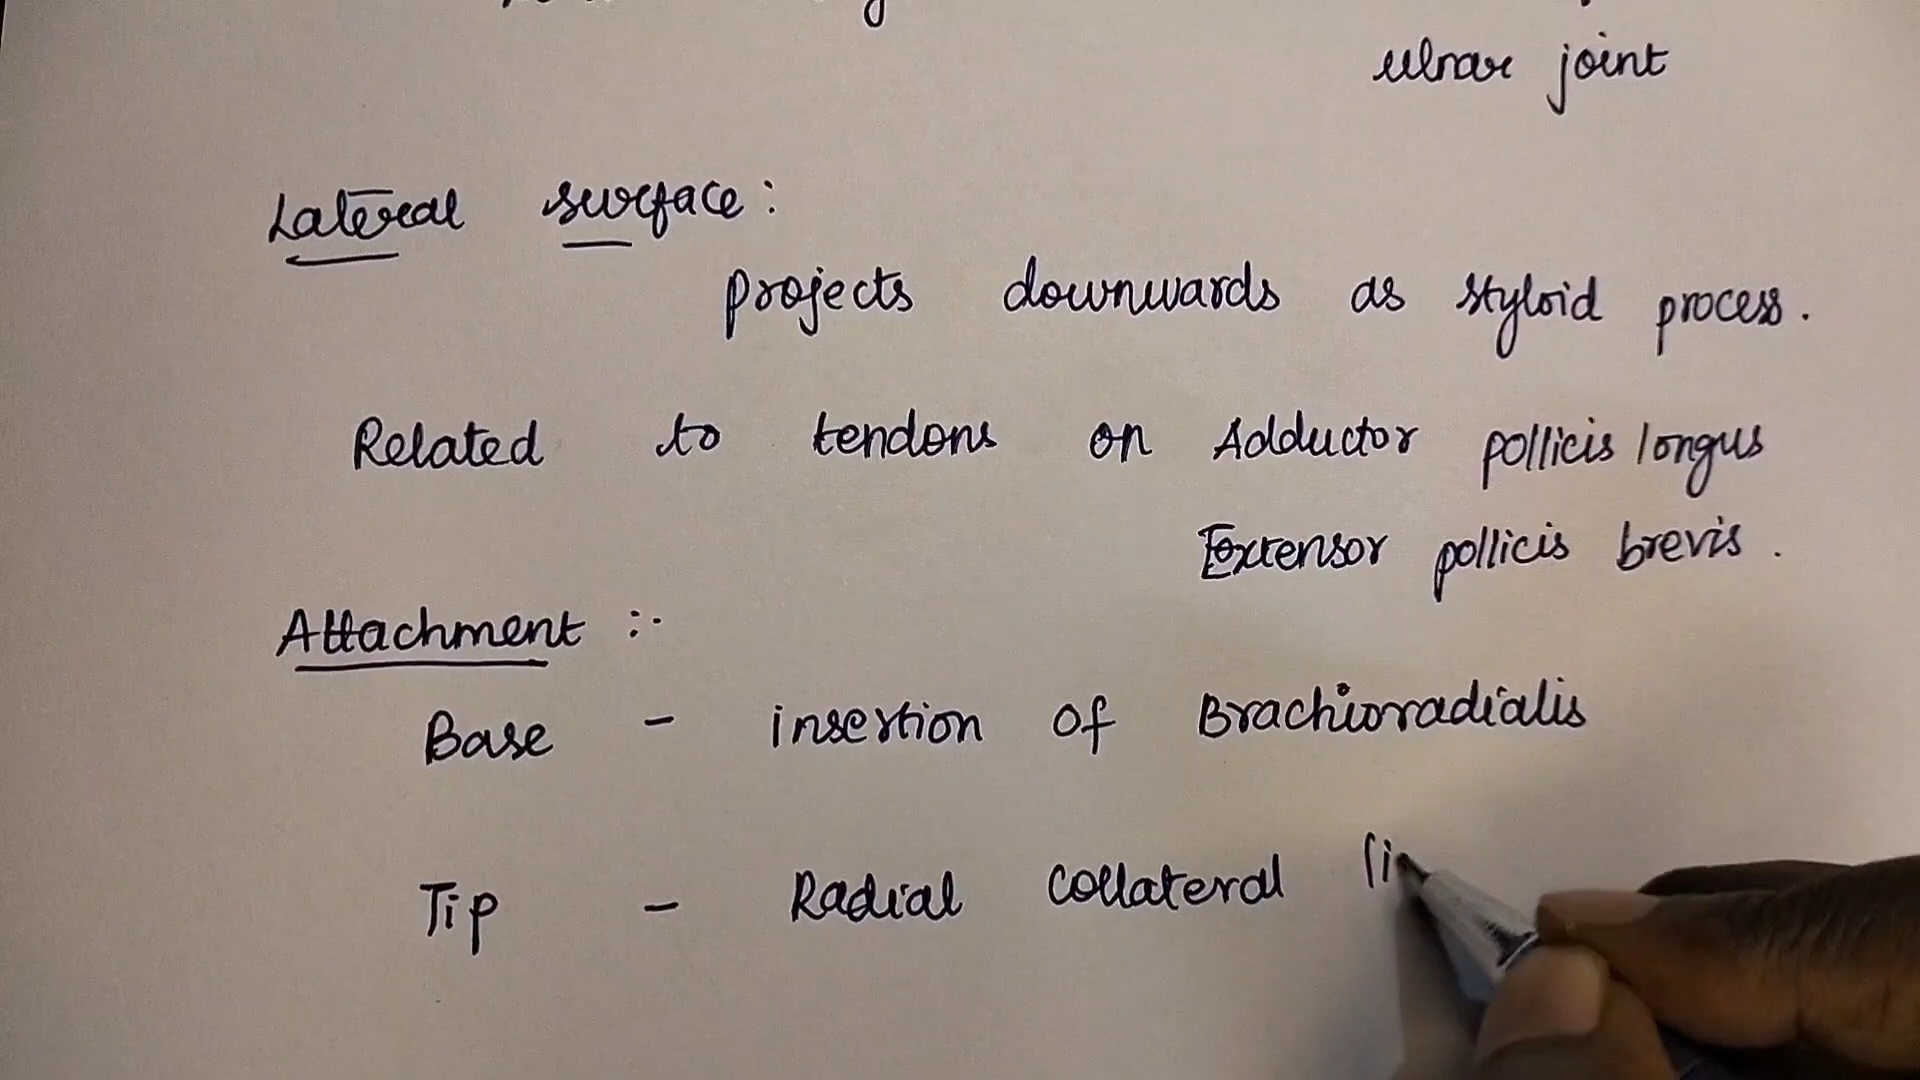 ulnar joint
Lateral surface:
projects downwards as styloid process.
Related to tendons on Adductor pollicis longus
Extensor pollicis brevis.
Attachment :-
Base - insertion of Brachioradialis
Tip - Radial collateral li